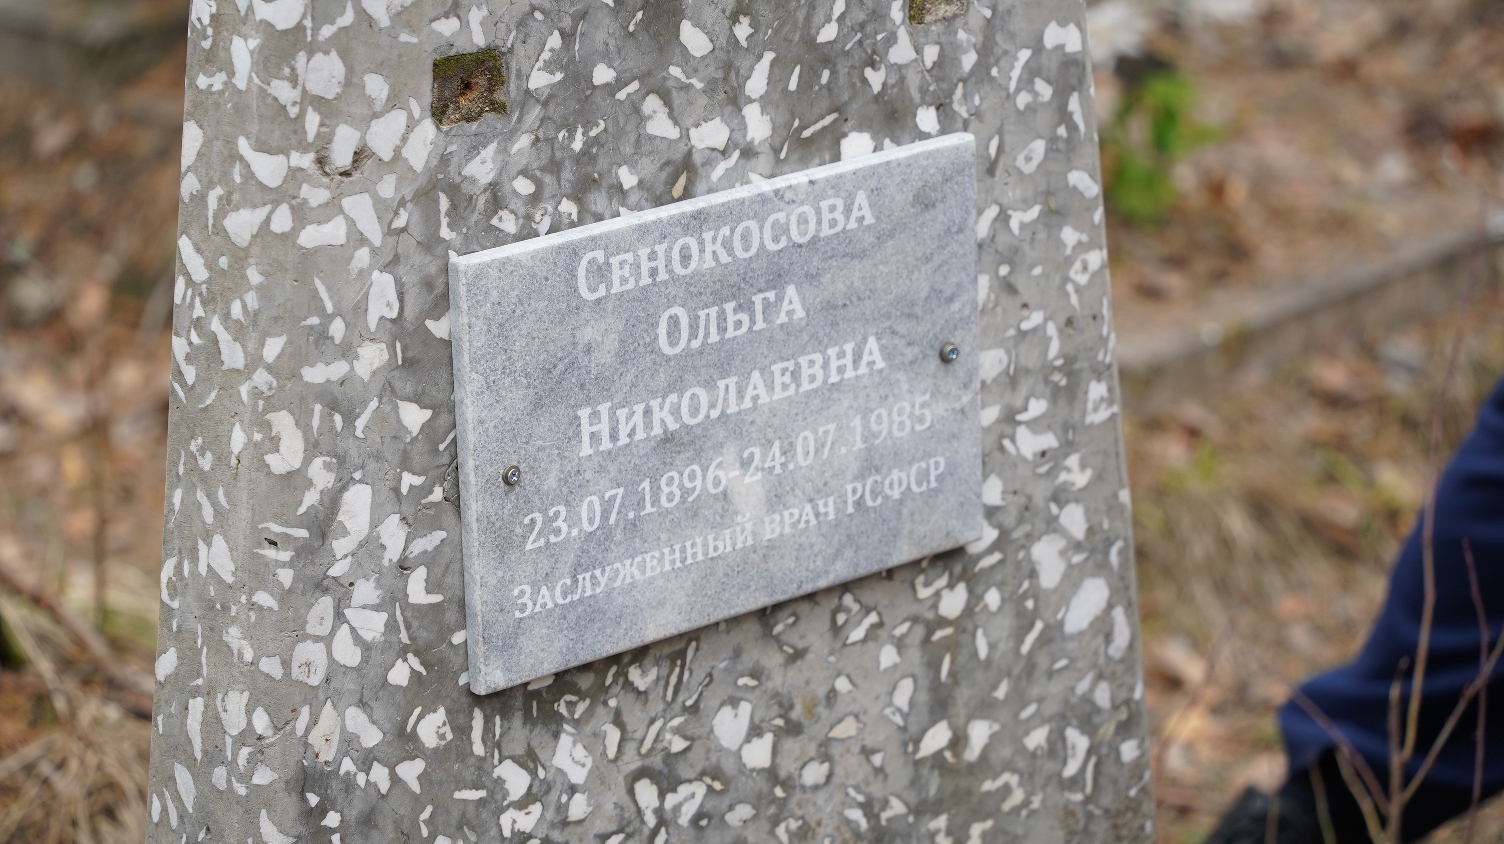 Сенокосова
Ольга
Николаевна
23.07.1896-24.07.1985
Заслуженный врач РСФСР